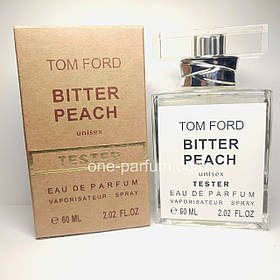 TOM FORD
BITTER
PEACH
unisex
TESTER
EAU DE PARFUM
VAPORISATEUR SPRAY
60 ML 2.02 FL.OZ
TOM FORD
BITTER
PEACH
unisex
TESTER
EAU DE PARFUM
VAPORISATEUR SPRAY
60 ML 2.02 FL.OZ
one-parfum.com